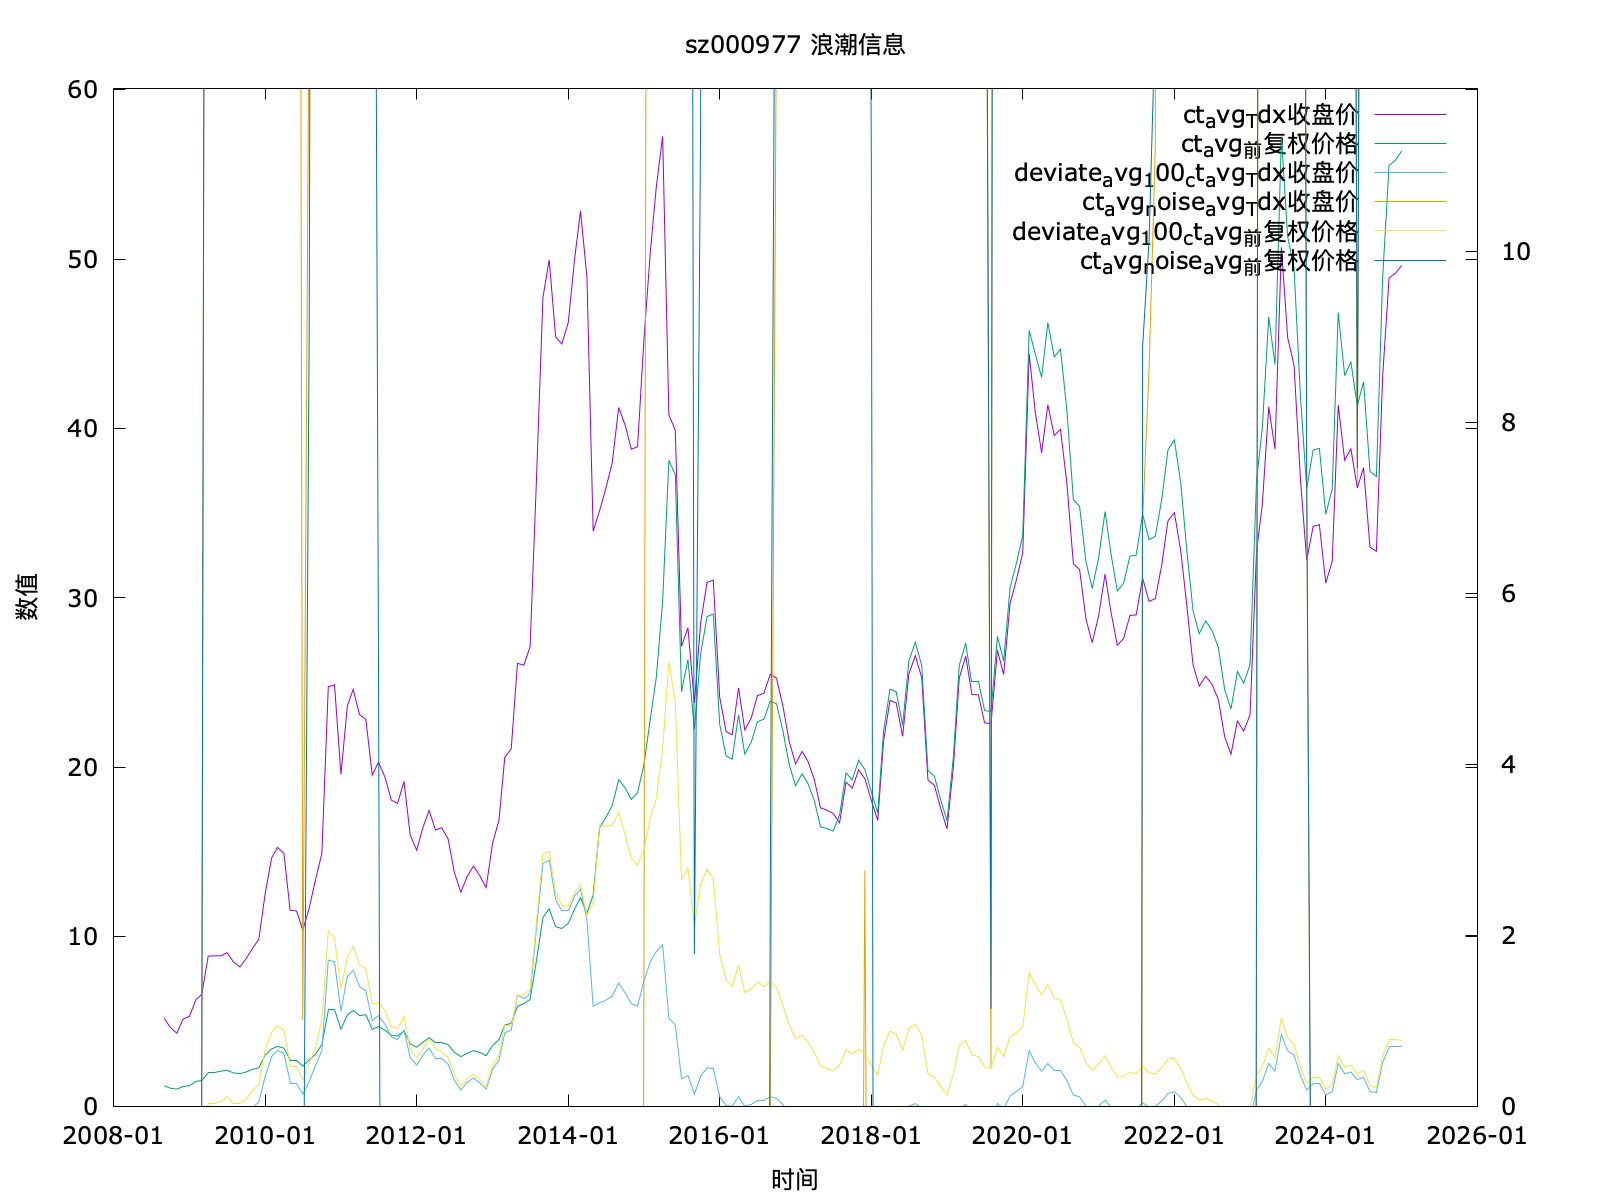 sz000977 浪潮信息
ct_avg_Tdx收盘价
ct_avg_前复权价格
deviate_avg_100_ct_avg_Tdx收盘价
ct_avg_noise_avg_Tdx收盘价
deviate_avg_100_ct_avg_前复权价格
ct_avg_noise_avg_前复权价格
60
50
40
30
20
10
0
10
8
6
4
2
0
数值
2008-01 2010-01 2012-01 2014-01 2016-01 2018-01 2020-01 2022-01 2024-01 2026-01
时间